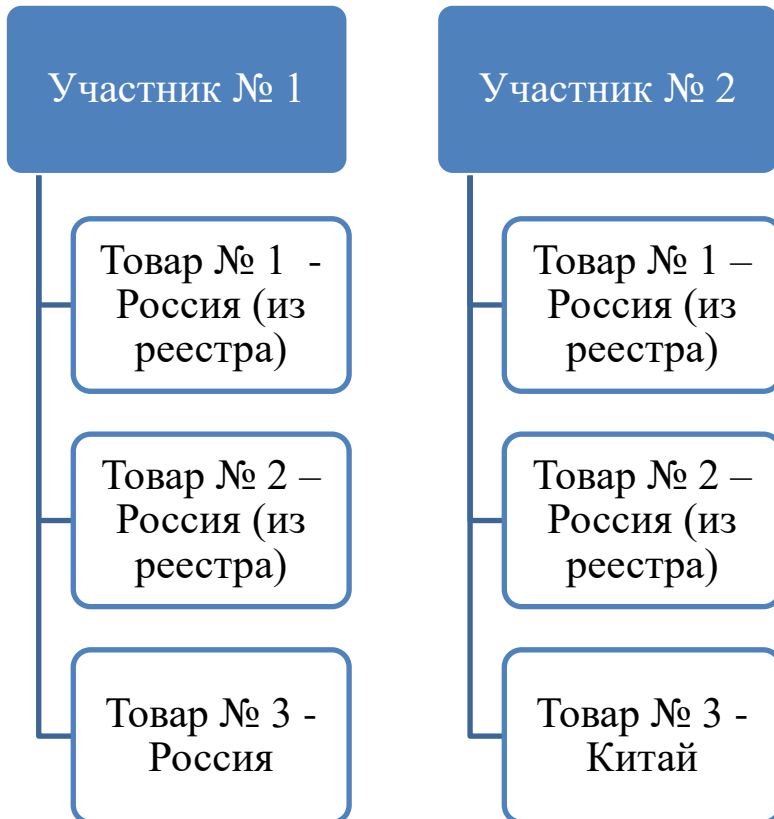 Участник № 1
Товар № 1 -
Россия (из
реестра)
Товар № 2 –
Россия (из
реестра)
Товар № 3 -
Россия
Участник № 2
Товар № 1 –
Россия (из
реестра)
Товар № 2 –
Россия (из
реестра)
Товар № 3 -
Китай